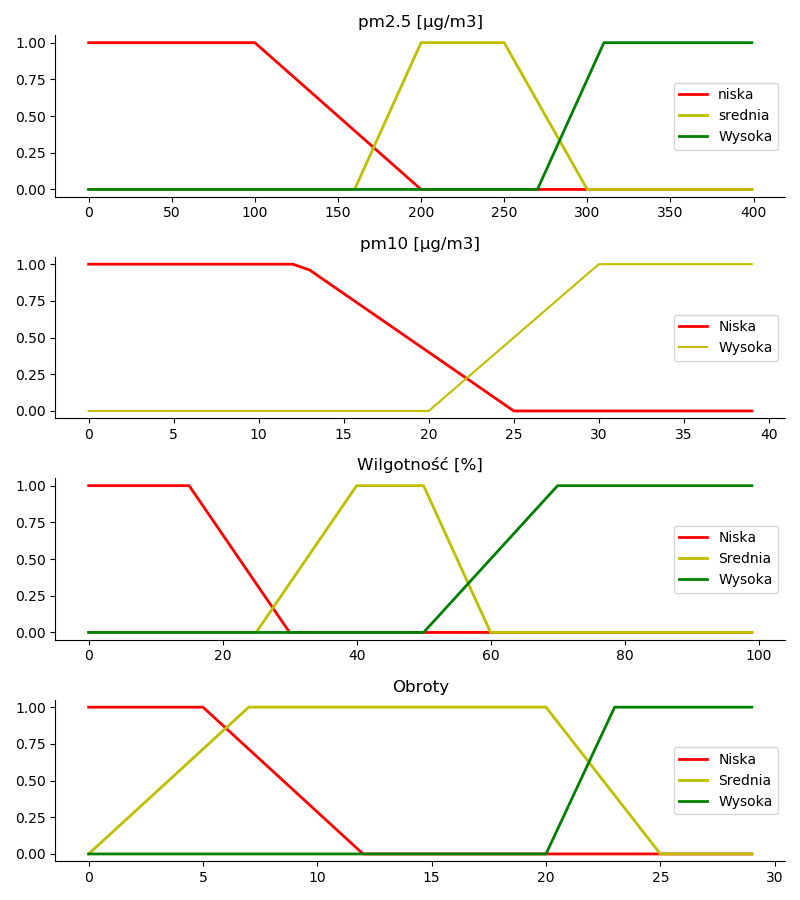 pm2.5 [µg/m3]
1.00
0.75
0.50
0.25
0.00
niska
srednia
Wysoka
0 50 100 150 200 250 300 350 400
pm10 [µg/m3]
1.00
0.75
0.50
0.25
0.00
Niska
Wysoka
0 5 10 15 20 25 30 35 40
Wilgotność [%]
1.00
0.75
0.50
0.25
0.00
Niska
Srednia
Wysoka
0 20 40 60 80 100
Obroty
1.00
0.75
0.50
0.25
0.00
Niska
Srednia
Wysoka
0 5 10 15 20 25 30